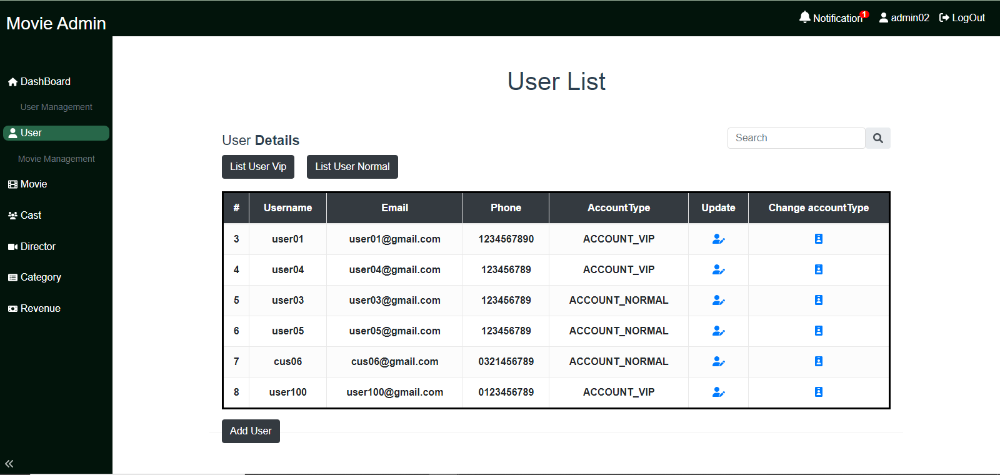 Movie Admin
Notification 1 admin02 LogOut
DashBoard
User Management
User
Movie Management
Movie
Cast
Director
Category
Revenue
User List
User Details
Search
List User Vip List User Normal
# Username Email Phone AccountType Update Change accountType
3 user01 user01@gmail.com 1234567890 ACCOUNT_VIP
4 user04 user04@gmail.com 123456789 ACCOUNT_VIP
5 user03 user03@gmail.com 123456789 ACCOUNT_NORMAL
6 user05 user05@gmail.com 123456789 ACCOUNT_NORMAL
7 cus06 cus06@gmail.com 0321456789 ACCOUNT_NORMAL
8 user100 user100@gmail.com 0123456789 ACCOUNT_VIP
Add User